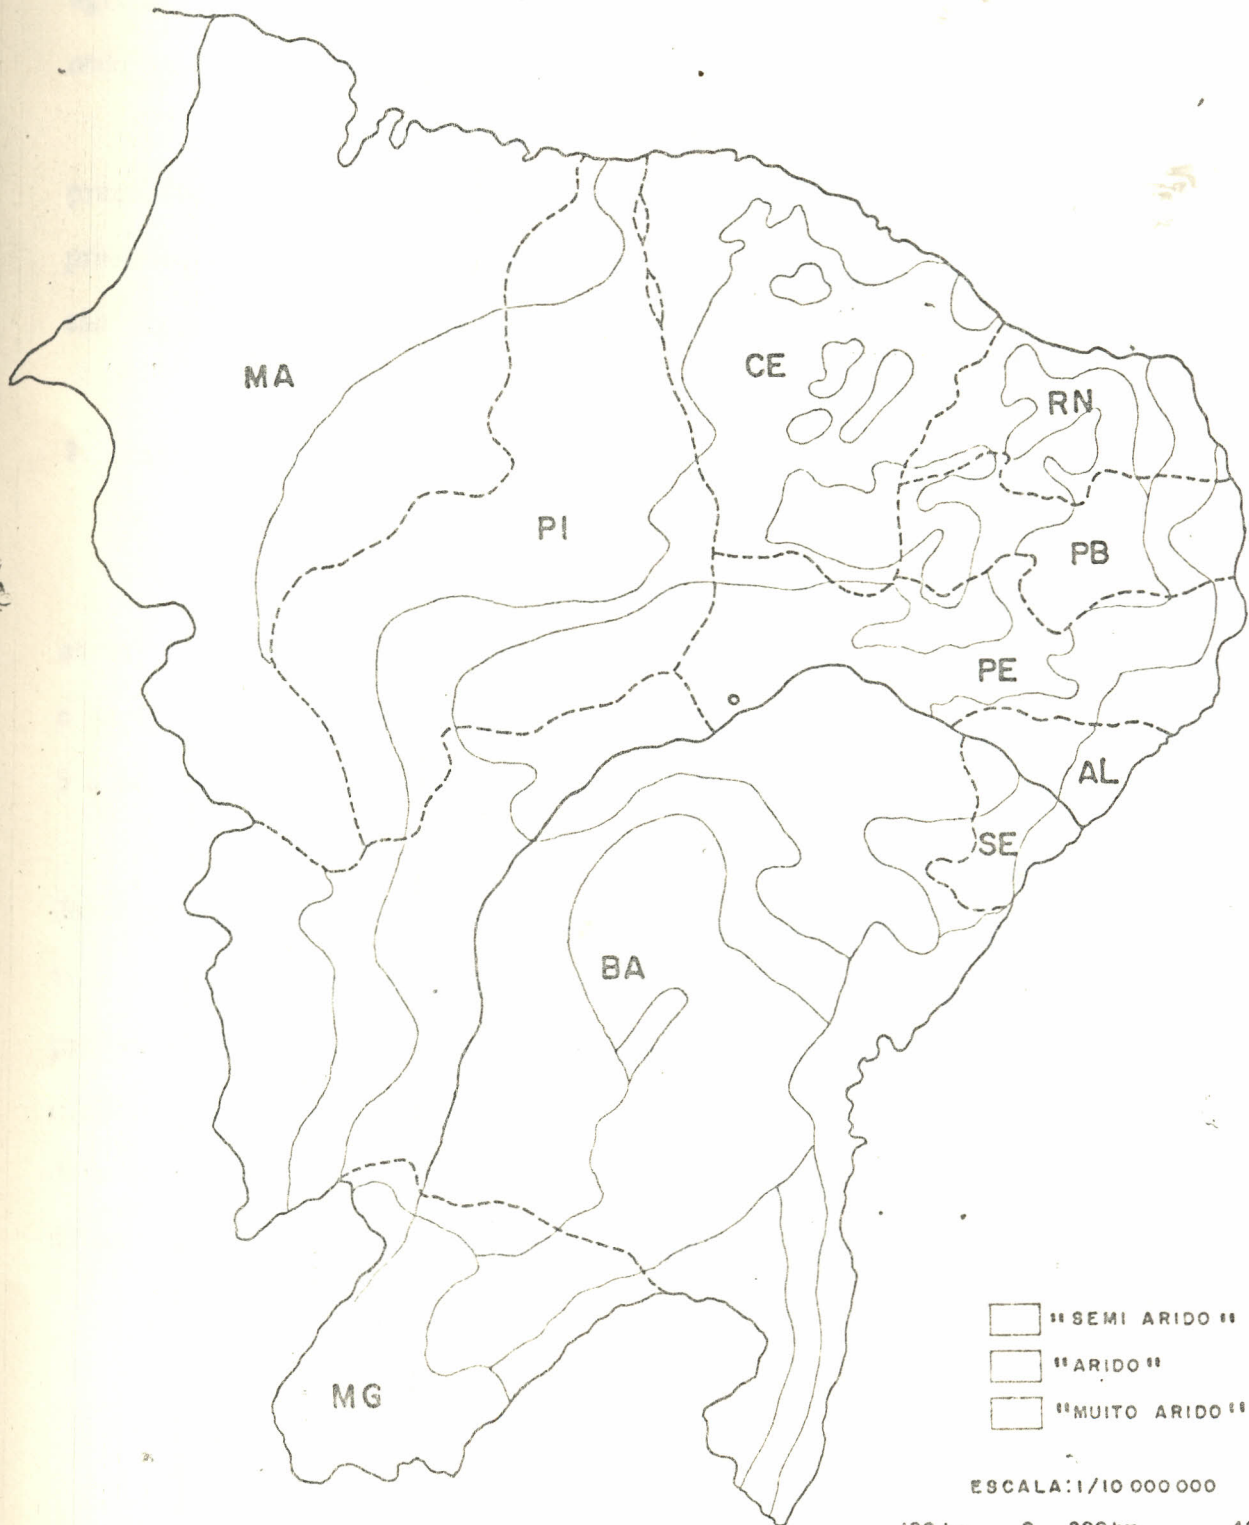 MA
CE
RN
PI
PB
PE
AL
SE
BA
MG
"SEMI ARIDO"
"ARIDO"
"MUITO ARIDO"
ESCALA:1/10 000 000